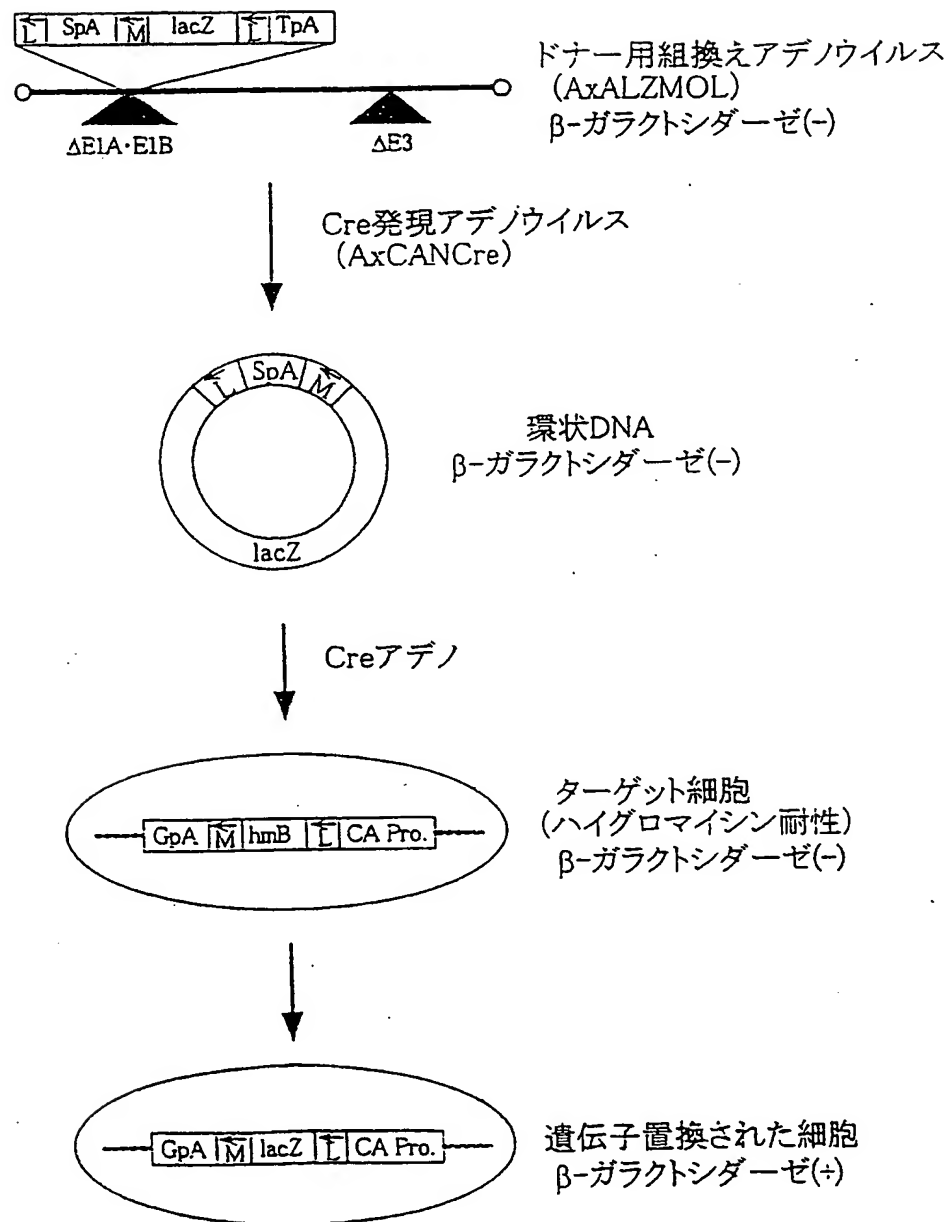 L SpA M lacZ L TpA
ドナー用組換えアデノウイルス
(AxALZMOL)
β-ガラクトシダーゼ(-)
ΔE1A·E1B
ΔE3
Cre発現アデノウイルス
(AxCANCre)
L SpA M
lacZ
環状DNA
β-ガラクトシダーゼ(-)
Creアデノ
GpA M hmB L CA Pro.
ターゲット細胞
(ハイグロマイシン耐性)
β-ガラクトシダーゼ(-)
GpA M lacZ L CA Pro.
遺伝子置換された細胞
β-ガラクトシダーゼ(+)